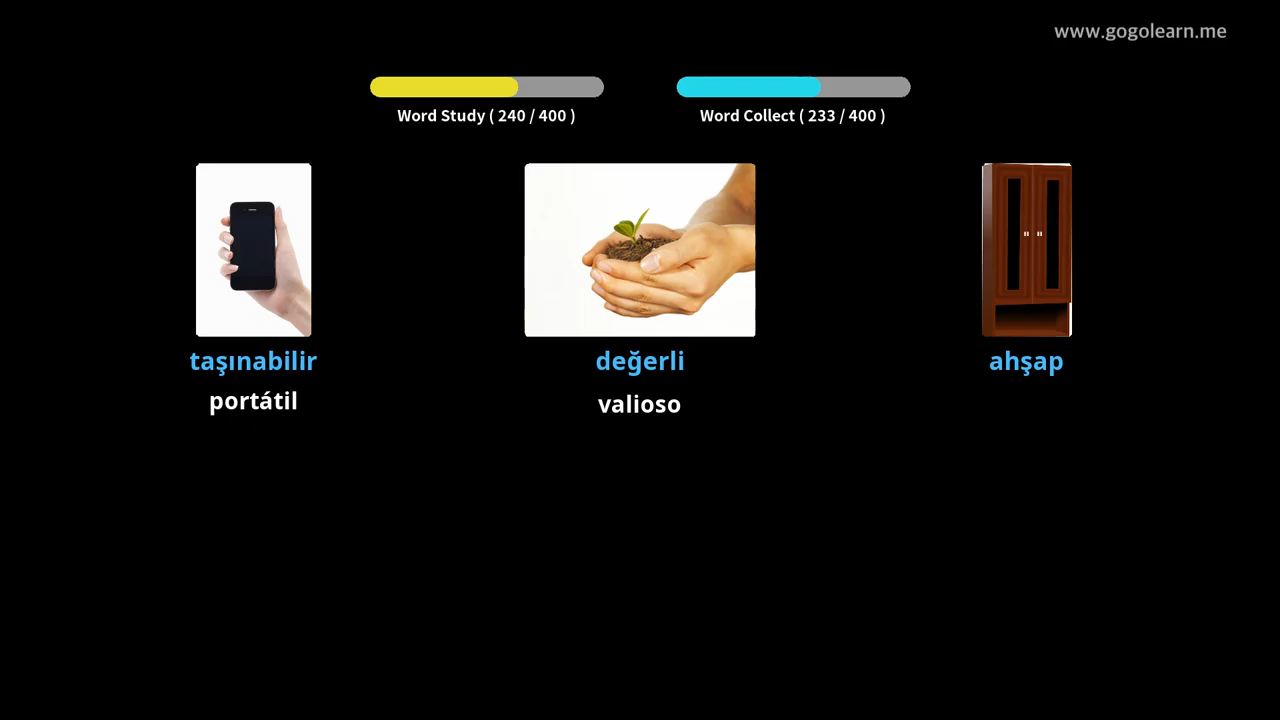 www.gogolearn.me
Word Study ( 240 / 400 )
Word Collect ( 233 / 400 )
taşınabilir
portátil
değerli
valioso
ahşap